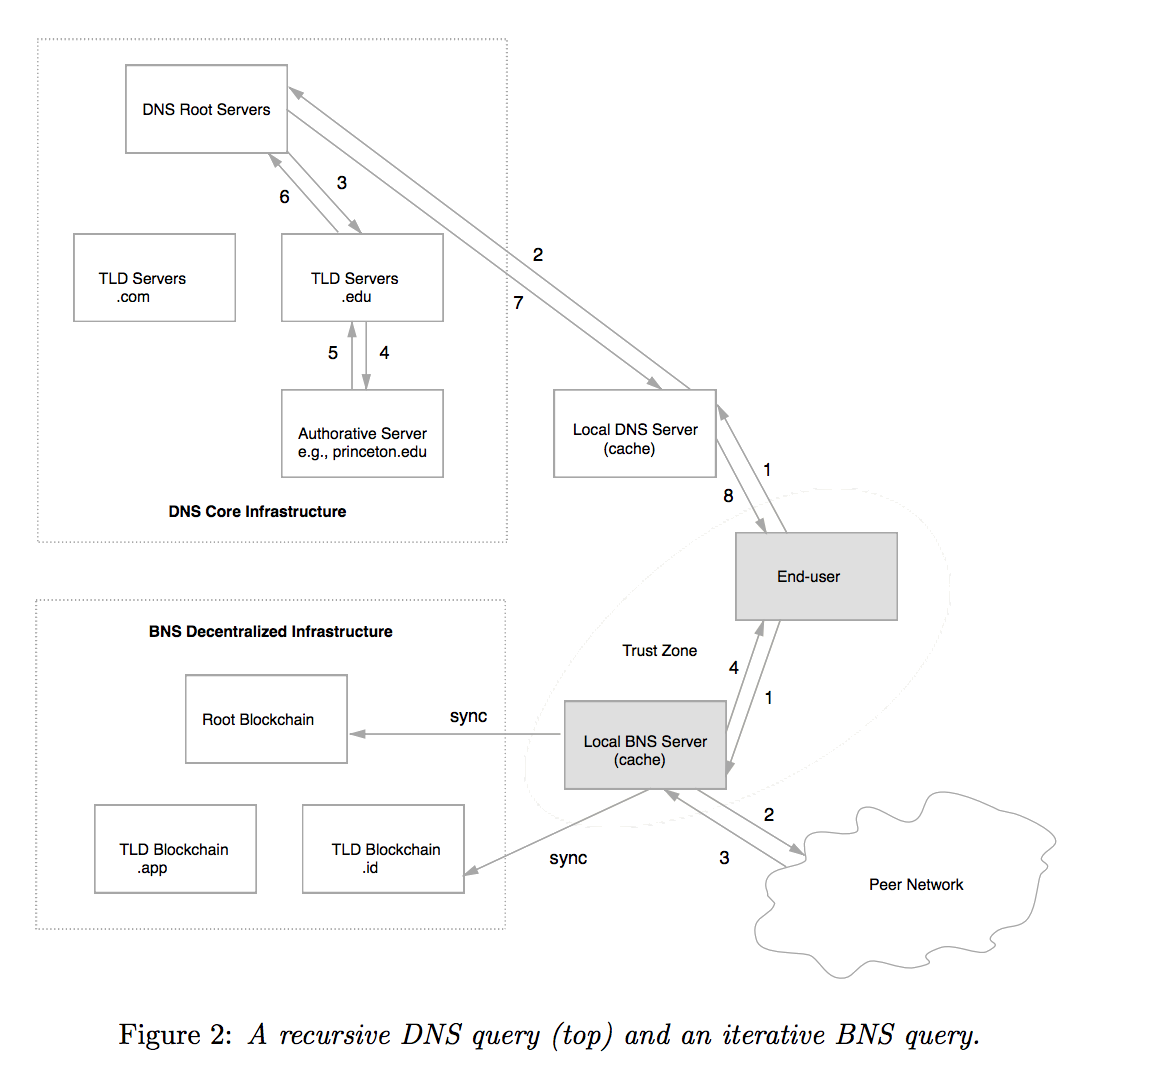 DNS Root Servers
3
6
2
TLD Servers
.com
TLD Servers
.edu
7
5
4
Authorative Server
e.g., princeton.edu
Local DNS Server
(cache)
1
8
DNS Core Infrastructure
End-user
BNS Decentralized Infrastructure
Trust Zone
4
1
Root Blockchain
sync
Local BNS Server
(cache)
2
3
TLD Blockchain
.app
TLD Blockchain
.id
sync
Peer Network
Figure 2: A recursive DNS query (top) and an iterative BNS query.